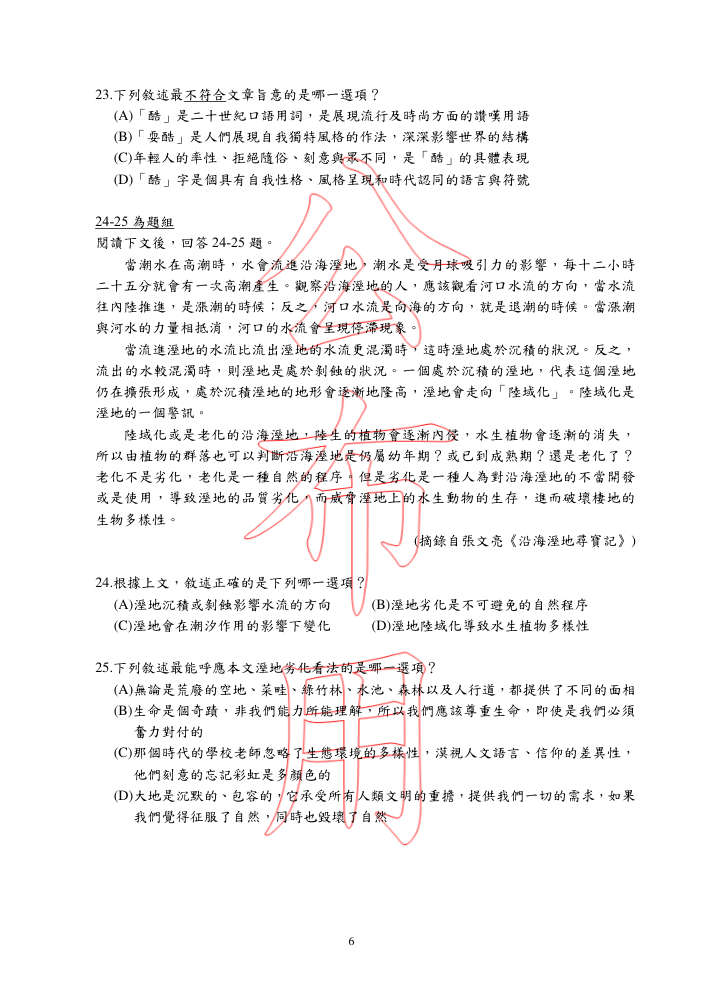 23.下列敘述最不符合文章旨意的是哪一選項？
(A)「酷」是二十世紀口語用詞，是展現流行及時尚方面的讚嘆用語
(B)「耍酷」是人們展現自我獨特風格的作法，深深影響世界的結構
(C)年輕人的率性、拒絕隨俗、刻意與眾不同，是「酷」的具體表現
(D)「酷」字是個具有自我性格、風格呈現和時代認同的語言與符號
24-25 為題組
閱讀下文後，回答 24-25 題。
當潮水在高潮時，水會流進沿海溼地，潮水是受月球吸引力的影響，每十二小時
二十五分就會有一次高潮產生。觀察沿海溼地的人，應該觀看河口水流的方向，當水流
往內陸推進，是漲潮的時候；反之，河口水流是向海的方向，就是退潮的時候。當漲潮
與河水的力量相抵消，河口的水流會呈現停滯現象。
當流進溼地的水流比流出溼地的水流更混濁時，這時溼地處於沉積的狀況。反之，
流出的水較混濁時，則溼地是處於剝蝕的狀況。一個處於沉積的溼地，代表這個溼地
仍在擴張形成，處於沉積溼地的地形會逐漸地隆高，溼地會走向「陸域化」。陸域化是
溼地的一個警訊。
陸域化或是老化的沿海溼地，陸生的植物會逐漸內侵，水生植物會逐漸的消失，
所以由植物的群落也可以判斷沿海溼地是仍屬幼年期？或已到成熟期？還是老化了？
老化不是劣化，老化是一種自然的程序。但是劣化是一種人為對沿海溼地的不當開發
或是使用，導致溼地的品質劣化，而威脅溼地上的水生動物的生存，進而破壞棲地的
生物多樣性。
(摘錄自張文亮《沿海溼地尋寶記》)
24.根據上文，敘述正確的是下列哪一選項？
(A)溼地沉積或剝蝕影響水流的方向 (B)溼地劣化是不可避免的自然程序
(C)溼地會在潮汐作用的影響下變化 (D)溼地陸域化導致水生植物多樣性
25.下列敘述最能呼應本文溼地劣化看法的是哪一選項？
(A)無論是荒廢的空地、菜畦、綠竹林、水池、森林以及人行道，都提供了不同的面相
(B)生命是個奇蹟，非我們能力所能理解，所以我們應該尊重生命，即使是我們必須
奮力對付的
(C)那個時代的學校老師忽略了生態環境的多樣性，漠視人文語言、信仰的差異性，
他們刻意的忘記彩虹是多顏色的
(D)大地是沉默的、包容的，它承受所有人類文明的重擔，提供我們一切的需求，如果
我們覺得征服了自然，同時也毀壞了自然
公布用
6